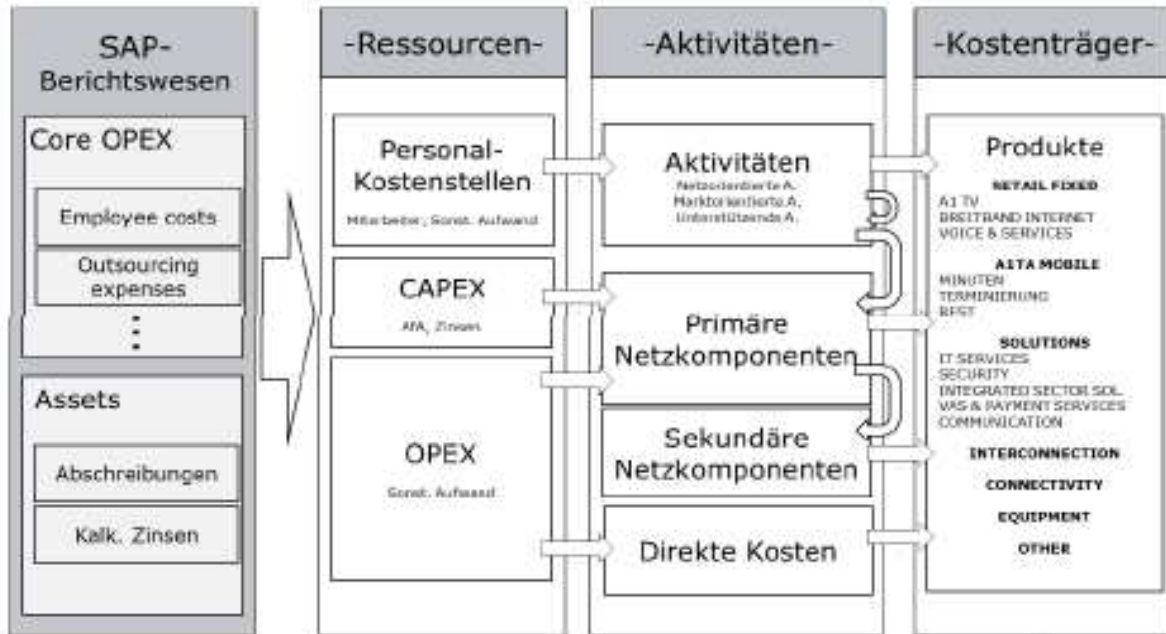 SAP-
Berichtswesen
Core OPEX
Employee costs
Outsourcing
expenses
Assets
Abschreibungen
Kalk. Zinsen
-Ressourcen-
Personal-
Kostenstellen
Mitarbeiter, Sonst. Aufwand
CAPEX
AfA, Zinsen
OPEX
Sonst. Aufwand
-Aktivitäten-
Aktivitäten
Netzorientierte A.
Marktorientierte A.
Unterstützende A.
Primäre
Netzkomponenten
Sekundäre
Netzkomponenten
Direkte Kosten
-Kostenträger-
Produkte
RETAIL FIXED
A1 TV
BREITBAND INTERNET
VOICE & SERVICES
A1TA MOBILE
MINUTEN
TERMINIERUNG
REST
SOLUTIONS
IT SERVICES
SECURITY
INTEGRATED SECTOR SOL.
VAS & PAYMENT SERVICES
COMMUNICATION
INTERCONNECTION
CONNECTIVITY
EQUIPMENT
OTHER